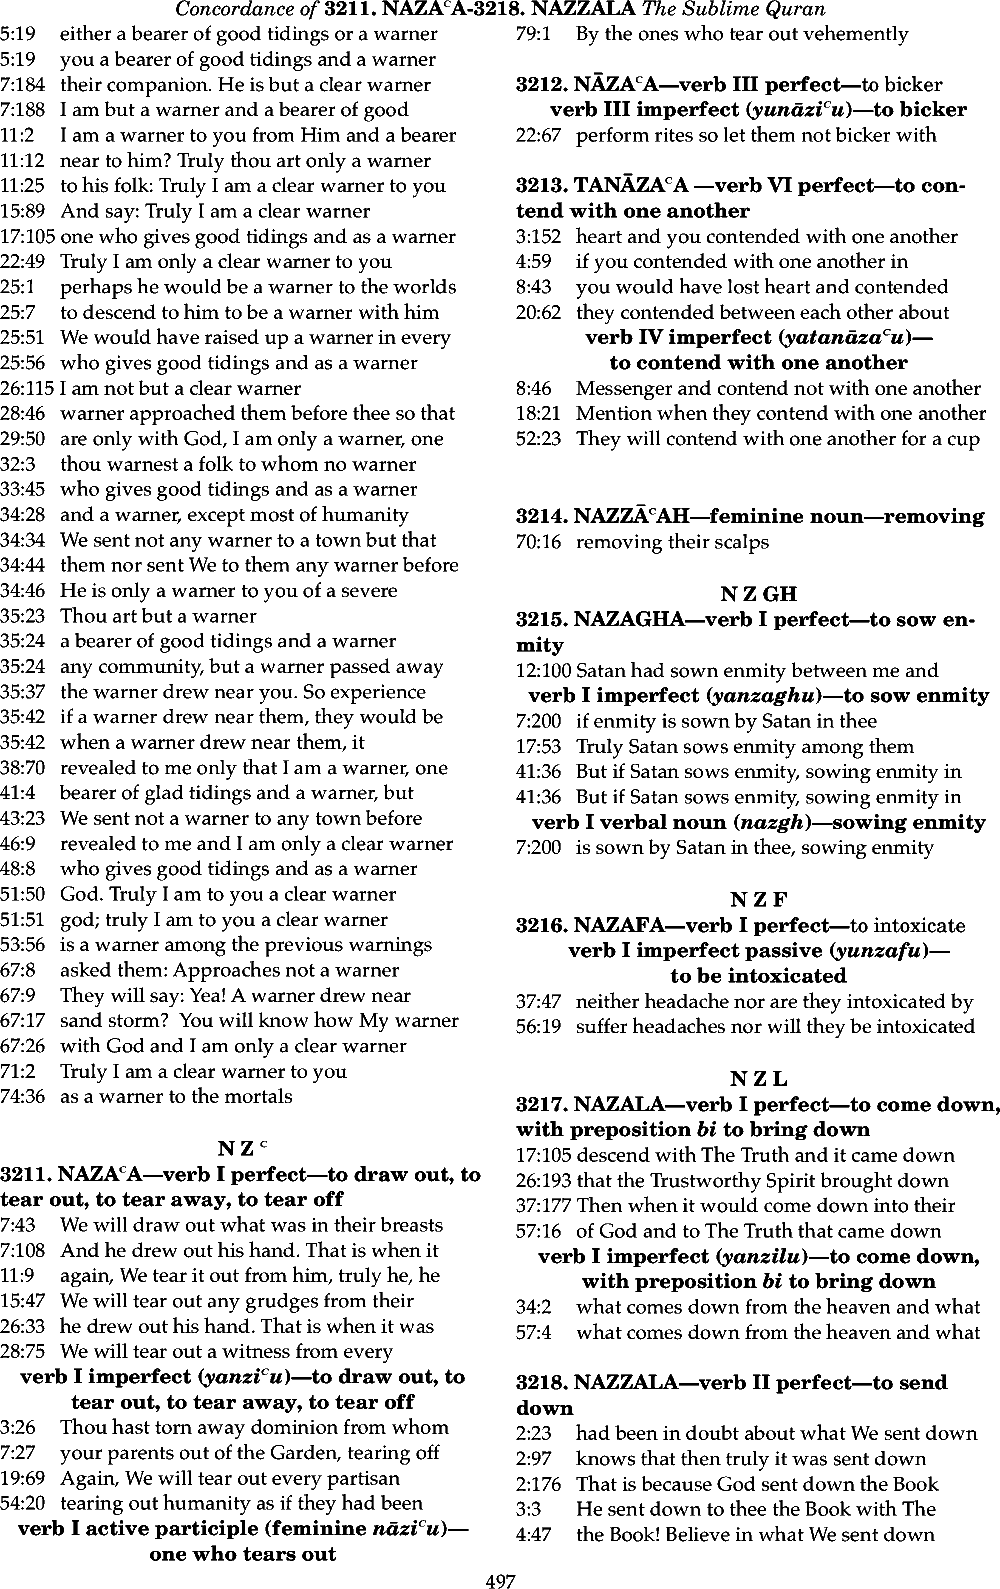 Concordance of 3211. NAZAᶜA-3218. NAZZALA The Sublime Quran
5:19 either a bearer of good tidings or a warner
5:19 you a bearer of good tidings and a warner
7:184 their companion. He is but a clear warner
7:188 I am but a warner and a bearer of good
11:2 I am a warner to you from Him and a bearer
11:12 near to him? Truly thou art only a warner
11:25 to his folk: Truly I am a clear warner to you
15:89 And say: Truly I am a clear warner
17:105 one who gives good tidings and as a warner
22:49 Truly I am only a clear warner to you
25:1 perhaps he would be a warner to the worlds
25:7 to descend to him to be a warner with him
25:51 We would have raised up a warner in every
25:56 who gives good tidings and as a warner
26:115 I am not but a clear warner
28:46 warner approached them before thee so that
29:50 are only with God, I am only a warner, one
32:3 thou warnest a folk to whom no warner
33:45 who gives good tidings and as a warner
34:28 and a warner, except most of humanity
34:34 We sent not any warner to a town but that
34:44 them nor sent We to them any warner before
34:46 He is only a warner to you of a severe
35:23 Thou art but a warner
35:24 a bearer of good tidings and a warner
35:24 any community, but a warner passed away
35:37 the warner drew near you. So experience
35:42 if a warner drew near them, they would be
35:42 when a warner drew near them, it
38:70 revealed to me only that I am a warner, one
41:4 bearer of glad tidings and a warner, but
43:23 We sent not a warner to any town before
46:9 revealed to me and I am only a clear warner
48:8 who gives good tidings and as a warner
51:50 God. Truly I am to you a clear warner
51:51 god; truly I am to you a clear warner
53:56 is a warner among the previous warnings
67:8 asked them: Approaches not a warner
67:9 They will say: Yea! A warner drew near
67:17 sand storm? You will know how My warner
67:26 with God and I am only a clear warner
71:2 Truly I am a clear warner to you
74:36 as a warner to the mortals
N Z ᶜ
3211. NAZAᶜA—verb I perfect—to draw out, to
tear out, to tear away, to tear off
7:43 We will draw out what was in their breasts
7:108 And he drew out his hand. That is when it
11:9 again, We tear it out from him, truly he, he
15:47 We will tear out any grudges from their
26:33 he drew out his hand. That is when it was
28:75 We will tear out a witness from every
verb I imperfect (yanziᶜu)—to draw out, to
tear out, to tear away, to tear off
3:26 Thou hast torn away dominion from whom
7:27 your parents out of the Garden, tearing off
19:69 Again, We will tear out every partisan
54:20 tearing out humanity as if they had been
verb I active participle (feminine nāziᶜu)—
one who tears out
79:1 By the ones who tear out vehemently
3212. NĀZAᶜA—verb III perfect—to bicker
verb III imperfect (yunāziᶜu)—to bicker
22:67 perform rites so let them not bicker with
3213. TANĀZAᶜA —verb VI perfect—to con-
tend with one another
3:152 heart and you contended with one another
4:59 if you contended with one another in
8:43 you would have lost heart and contended
20:62 they contended between each other about
verb IV imperfect (yatanāzaᶜu)—
to contend with one another
8:46 Messenger and contend not with one another
18:21 Mention when they contend with one another
52:23 They will contend with one another for a cup
3214. NAZZĀᶜAH—feminine noun—removing
70:16 removing their scalps
N Z GH
3215. NAZAGHA—verb I perfect—to sow en-
mity
12:100 Satan had sown enmity between me and
verb I imperfect (yanzaghu)—to sow enmity
7:200 if enmity is sown by Satan in thee
17:53 Truly Satan sows enmity among them
41:36 But if Satan sows enmity, sowing enmity in
41:36 But if Satan sows enmity, sowing enmity in
verb I verbal noun (nazgh)—sowing enmity
7:200 is sown by Satan in thee, sowing enmity
N Z F
3216. NAZAFA—verb I perfect—to intoxicate
verb I imperfect passive (yunzafu)—
to be intoxicated
37:47 neither headache nor are they intoxicated by
56:19 suffer headaches nor will they be intoxicated
N Z L
3217. NAZALA—verb I perfect—to come down,
with preposition bi to bring down
17:105 descend with The Truth and it came down
26:193 that the Trustworthy Spirit brought down
37:177 Then when it would come down into their
57:16 of God and to The Truth that came down
verb I imperfect (yanzilu)—to come down,
with preposition bi to bring down
34:2 what comes down from the heaven and what
57:4 what comes down from the heaven and what
3218. NAZZALA—verb II perfect—to send
down
2:23 had been in doubt about what We sent down
2:97 knows that then truly it was sent down
2:176 That is because God sent down the Book
3:3 He sent down to thee the Book with The
4:47 the Book! Believe in what We sent down
497